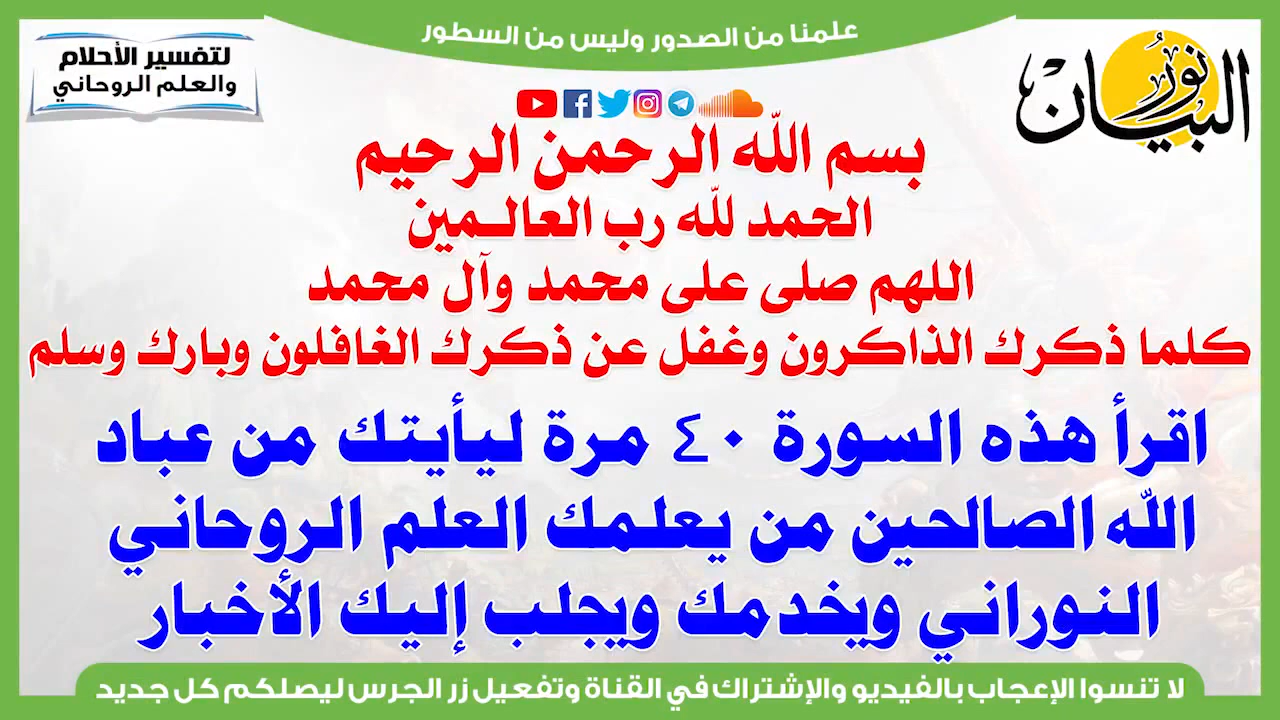 علمنا من الصدور وليس من السطور
نور البيان
لتفسير الأحلام
والعلم الروحاني
بسم الله الرحمن الرحيم
الحمد لله رب العالـمين
اللهم صلى على محمد وآل محمد
كلما ذكرك الذاكرون وغفل عن ذكرك الغافلون وبارك وسلم
اقرأ هذه السورة ٤٠ مرة ليأيتك من عباد
الله الصالحين من يعلمك العلم الروحاني
النوراني ويخدمك ويجلب إليك الأخبار
لا تنسوا الإعجاب بالفيديو والإشتراك في القناة وتفعيل زر الجرس ليصلكم كل جديد